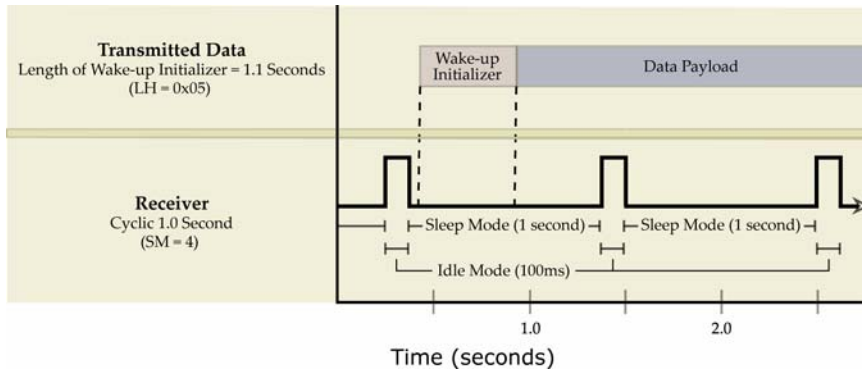 Transmitted Data
Length of Wake-up Initializer = 1.1 Seconds
(LH = 0x05)
Wake-up
Initializer
Data Payload
Receiver
Cyclic 1.0 Second
(SM = 4)
Sleep Mode (1 second)
Sleep Mode (1 second)
Idle Mode (100ms)
1.0
2.0
Time (seconds)